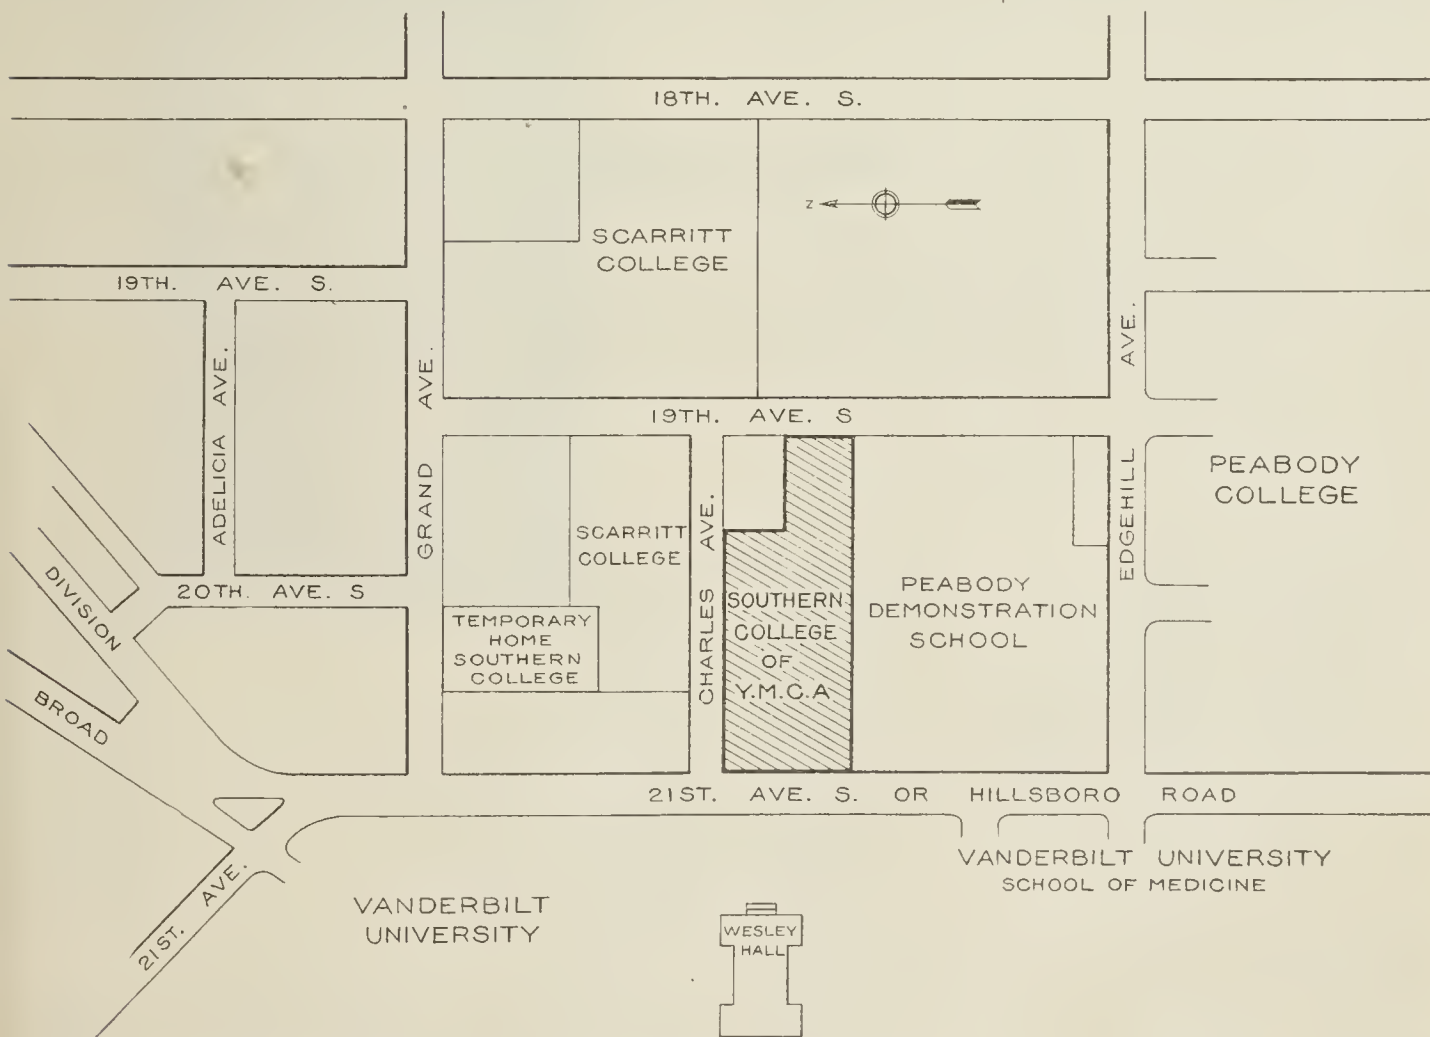 18TH. AVE. S.
Z
SCARRITT
COLLEGE
19TH. AVE. S.
ADELICIA AVE.
GRAND AVE.
19TH. AVE. S
EDGEHILL AVE.
PEABODY
COLLEGE
SCARRITT
COLLEGE
CHARLES AVE.
20TH. AVE. S
DIVISION
BROAD
TEMPORARY
HOME
SOUTHERN
COLLEGE
SOUTHERN
COLLEGE
OF
Y.M.C.A
PEABODY
DEMONSTRATION
SCHOOL
21ST. AVE. S. OR HILLSBORO ROAD
21ST. AVE.
VANDERBILT
UNIVERSITY
WESLEY
HALL
VANDERBILT UNIVERSITY
SCHOOL OF MEDICINE